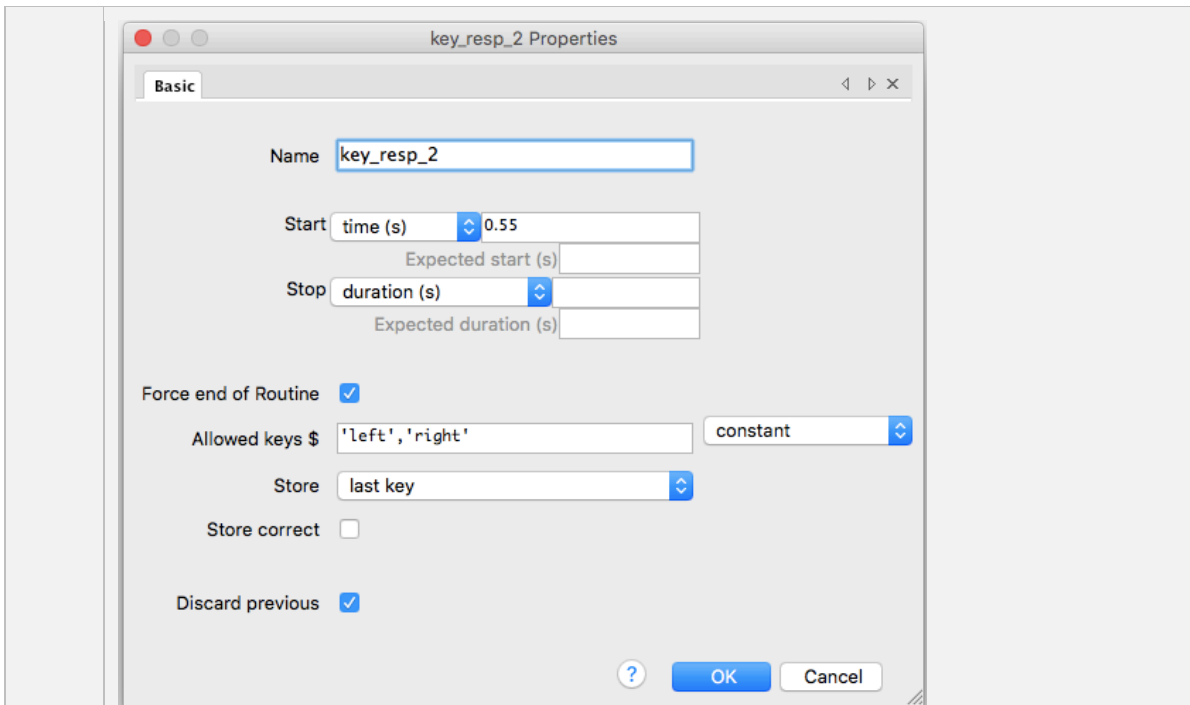 key_resp_2 Properties
Basic
Name key_resp_2
Start time (s) 0.55
Expected start (s)
Stop duration (s)
Expected duration (s)
Force end of Routine
Allowed keys $ 'left','right' constant
Store last key
Store correct
Discard previous
? OK Cancel